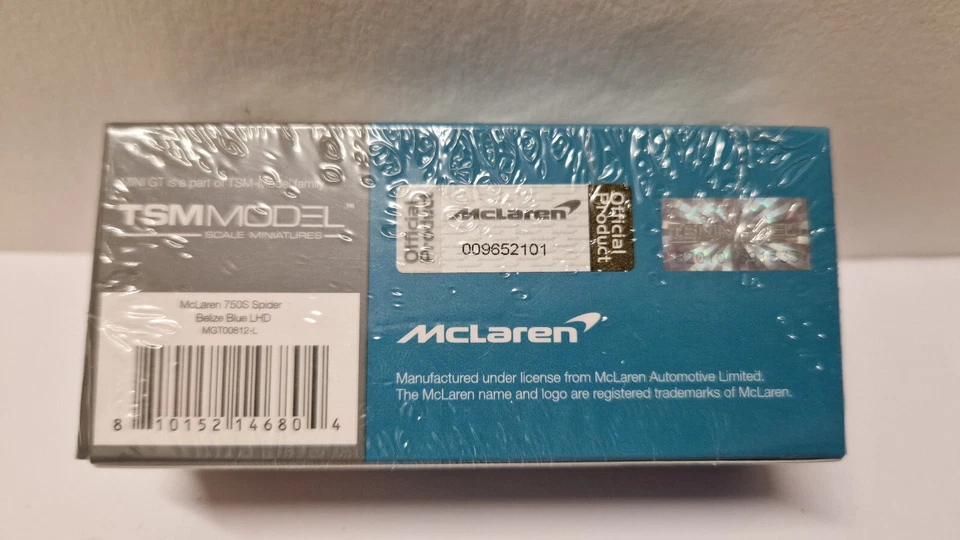 MINI GT is a part of TSM-Model family
TSMMODEL™
SCALE MINIATURES
McLaren 750S Spider
Belize Blue LHD
MGT00812-L
8 10152 14680 4
Official Product
McLaren
009652101
Official Product
TSMMODEL
McLaren
Manufactured under license from McLaren Automotive Limited.
The McLaren name and logo are registered trademarks of McLaren.